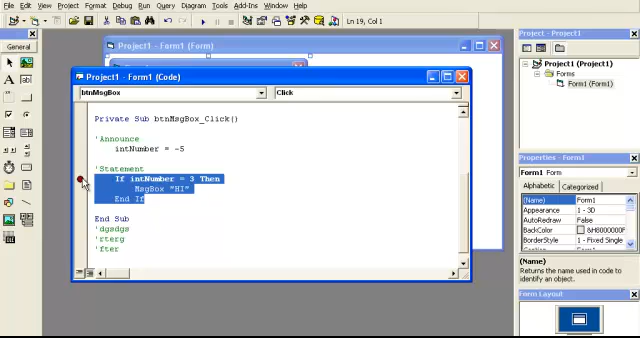 File Edit View Project Format Debug Run Query Diagram Tools Add-Ins Window Help
Ln 19, Col 1
General
Project1 - Form1 (Form)
Project1 - Form1 (Code)
btnMsgBox
Click
Private Sub btnMsgBox_Click()
'Announce
intNumber = -5
'Statement
If intNumber = 3 Then
MsgBox "HI"
End If
End Sub
'dgsdgs
'rterg
'fter
Project - Project1
Project1 (Project1)
Forms
Form1 (Form1)
Properties - Form1
Form1 Form
Alphabetic Categorized
(Name) Form1
Appearance 1 - 3D
AutoRedraw False
BackColor &H8000000F
BorderStyle 1 - Fixed Single
(Name)
Returns the name used in code to
identify an object.
Form Layout